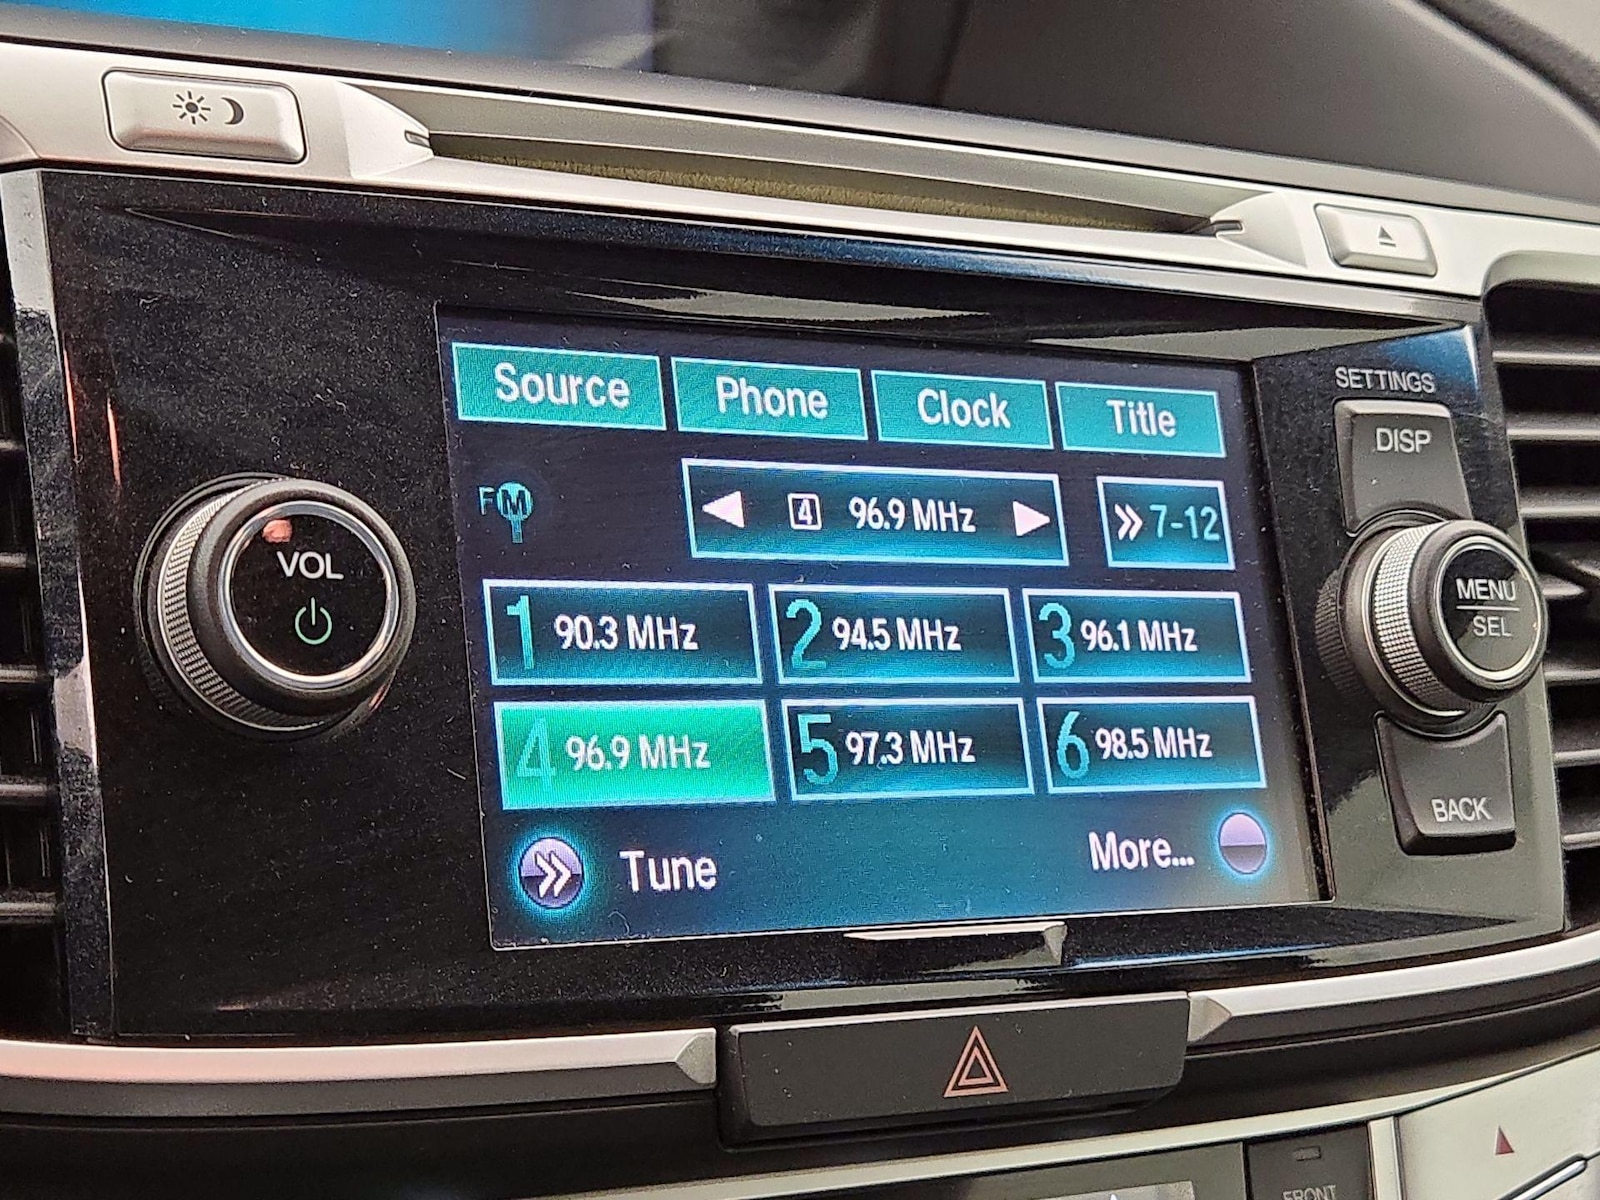 SETTINGS
DISP
Source Phone Clock Title
FM
4 96.9 MHz
7-12
VOL
MENU
SEL
1 90.3 MHz
2 94.5 MHz
3 96.1 MHz
4 96.9 MHz
5 97.3 MHz
6 98.5 MHz
BACK
Tune
More...
FRONT